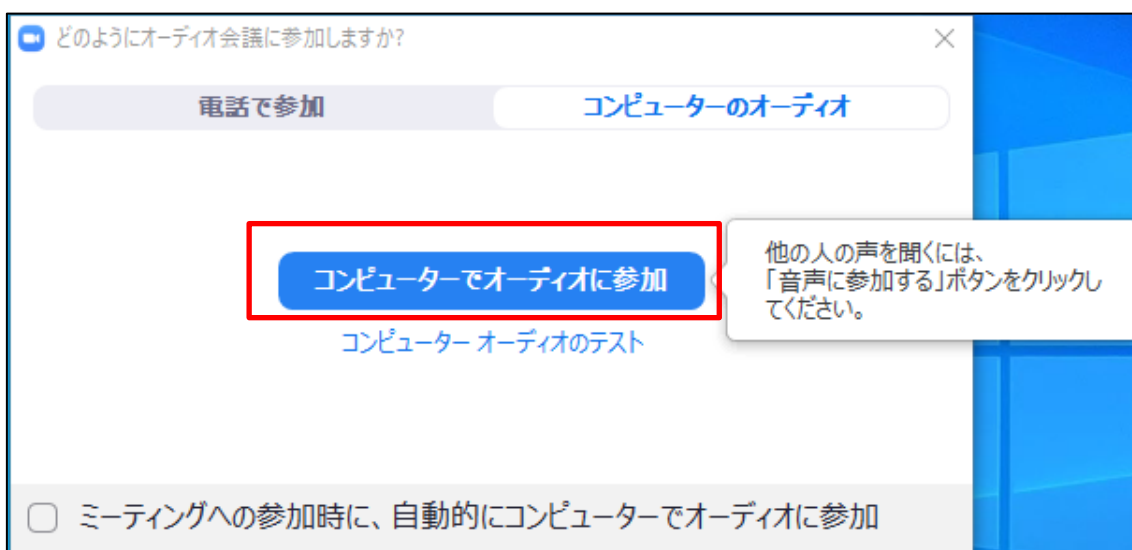 どのようにオーディオ会議に参加しますか?
電話で参加
コンピューターのオーディオ
コンピューターでオーディオに参加
他の人の声を聞くには、
「音声に参加する」ボタンをクリックし
てください。
コンピューター オーディオのテスト
ミーティングへの参加時に、自動的にコンピューターでオーディオに参加